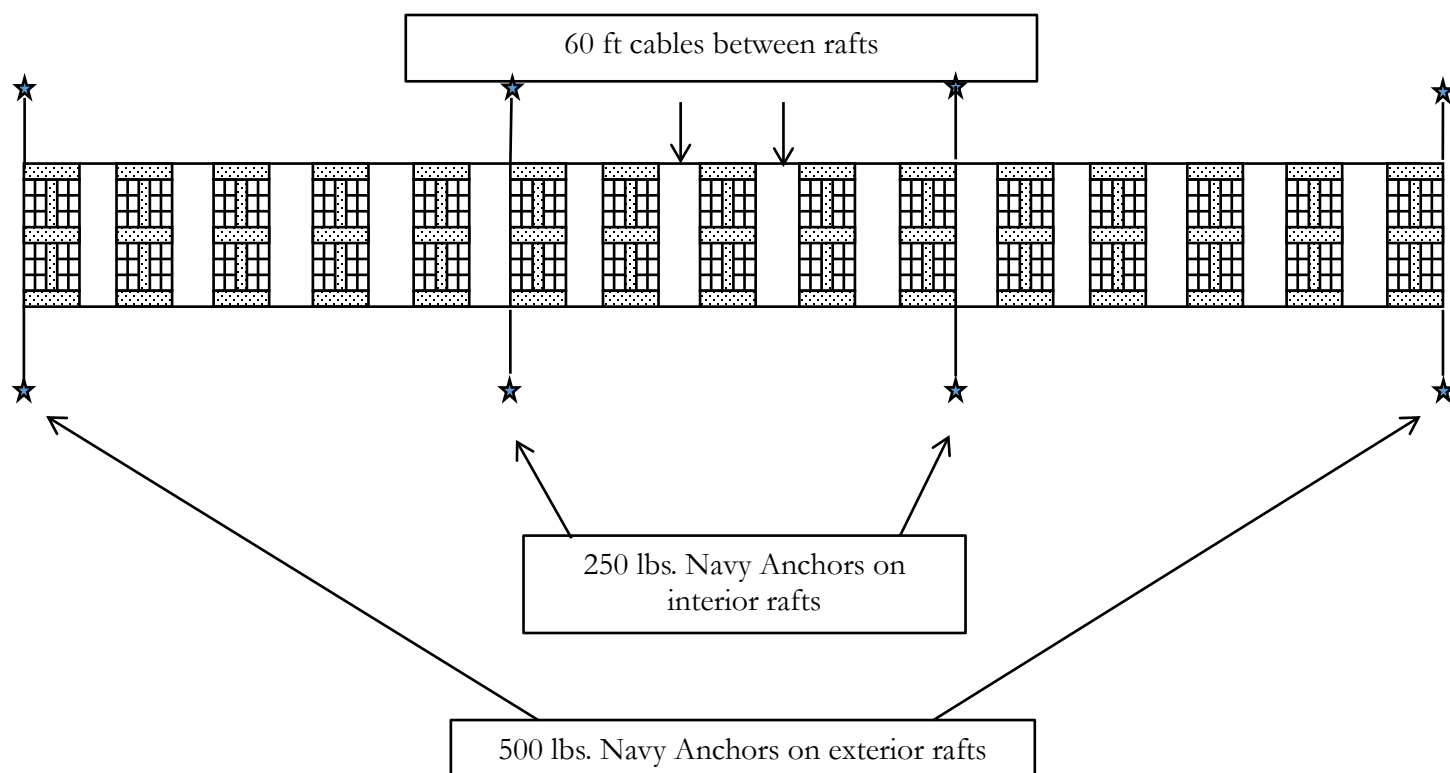 60 ft cables between rafts
250 lbs. Navy Anchors on
interior rafts
500 lbs. Navy Anchors on exterior rafts